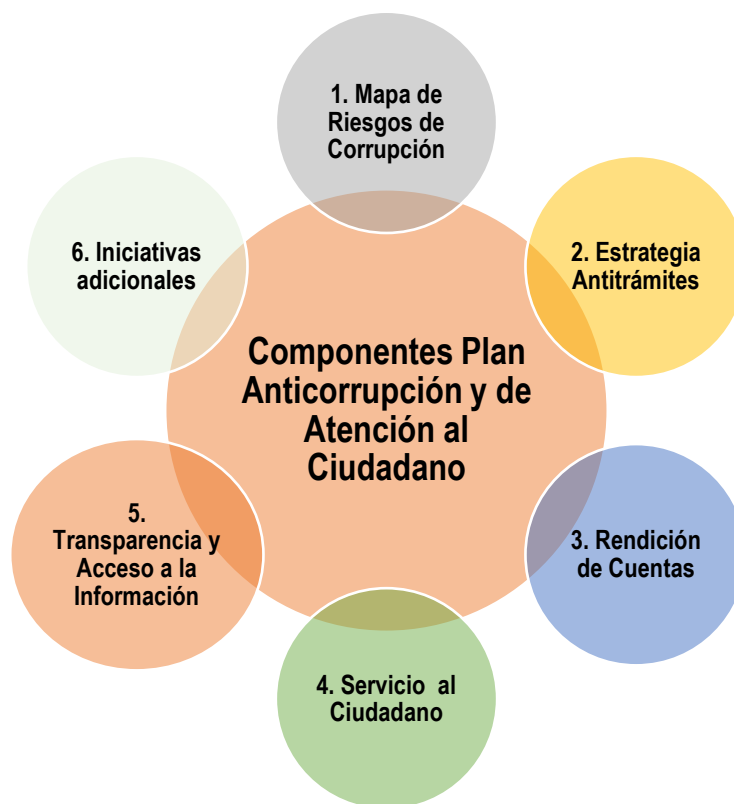 1. Mapa de
Riesgos de
Corrupción
2. Estrategia
Antitrámites
3. Rendición
de Cuentas
4. Servicio al
Ciudadano
5.
Transparencia y
Acceso a la
Información
6. Iniciativas
adicionales
Componentes Plan
Anticorrupción y de
Atención al
Ciudadano